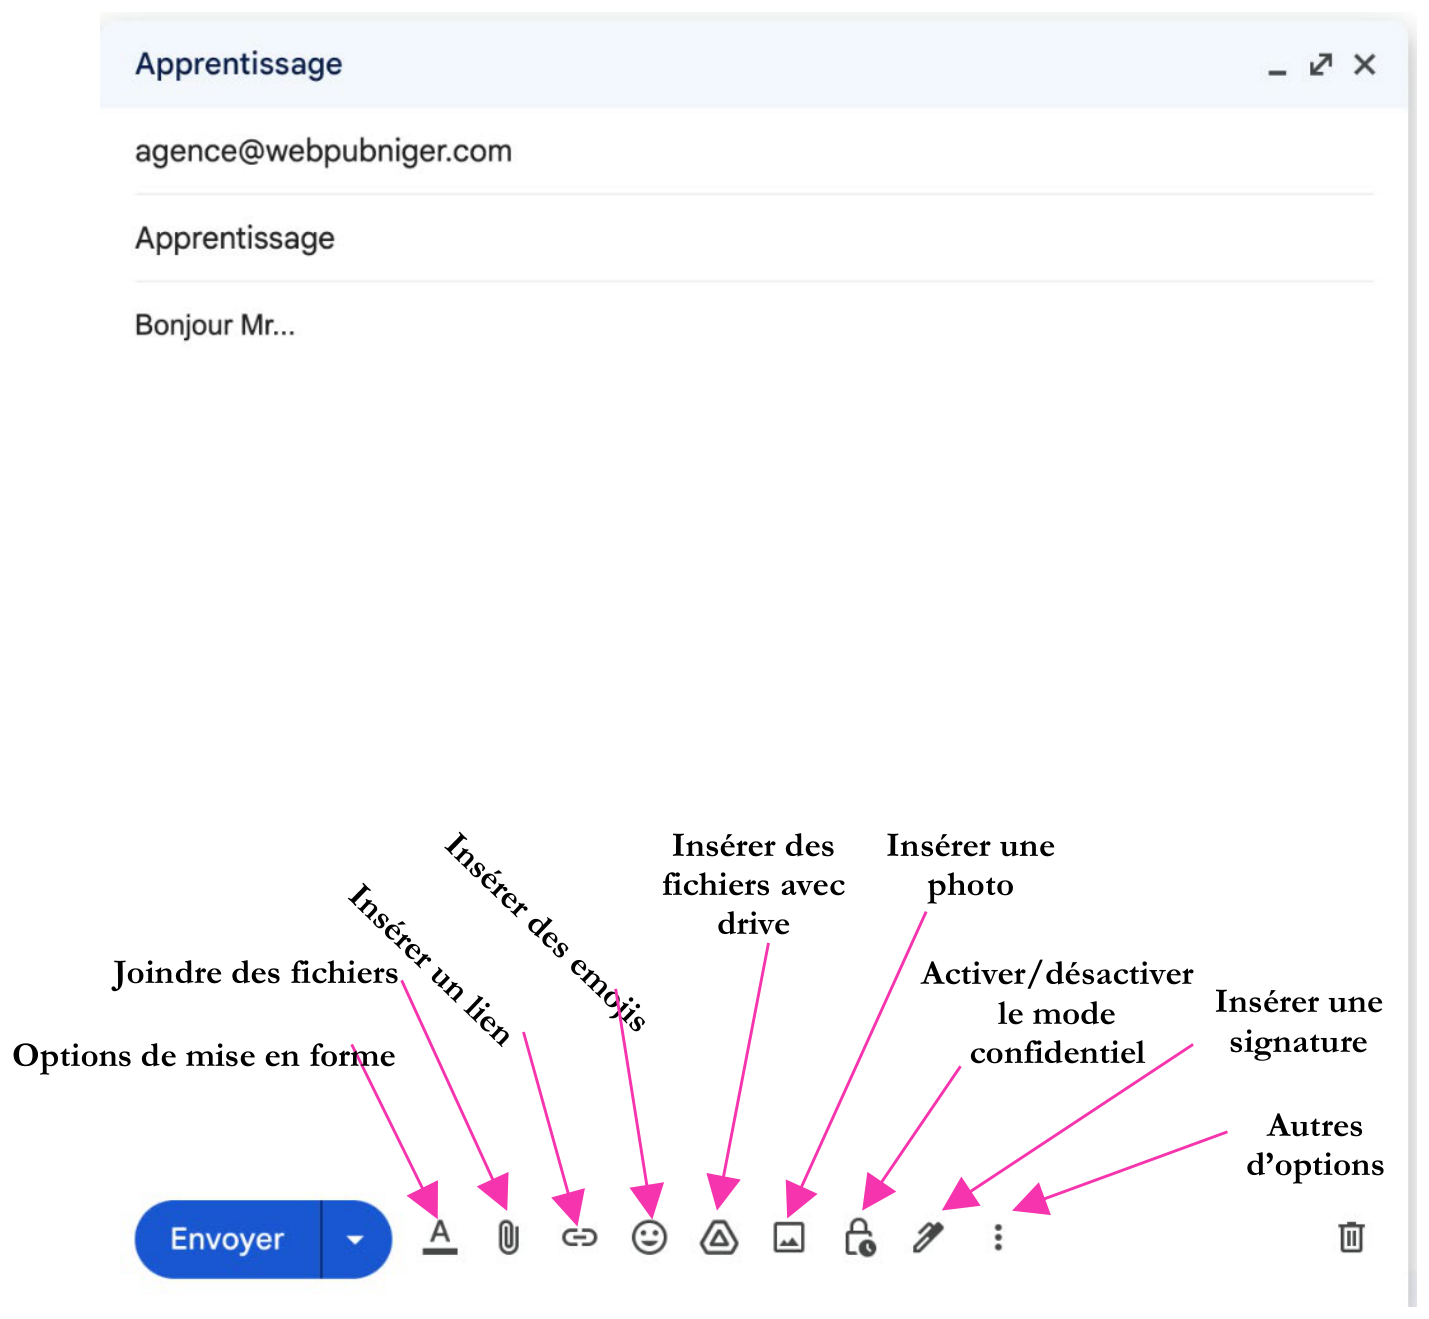 Apprentissage
agence@webpubniger.com
Apprentissage
Bonjour Mr...
Insérer des
fichiers avec
drive
Insérer une
photo
Insérer des emojis
Insérer un lien
Joindre des fichiers
Options de mise en forme
Activer/désactiver
le mode
confidentiel
Insérer une
signature
Autres
d’options
Envoyer
A